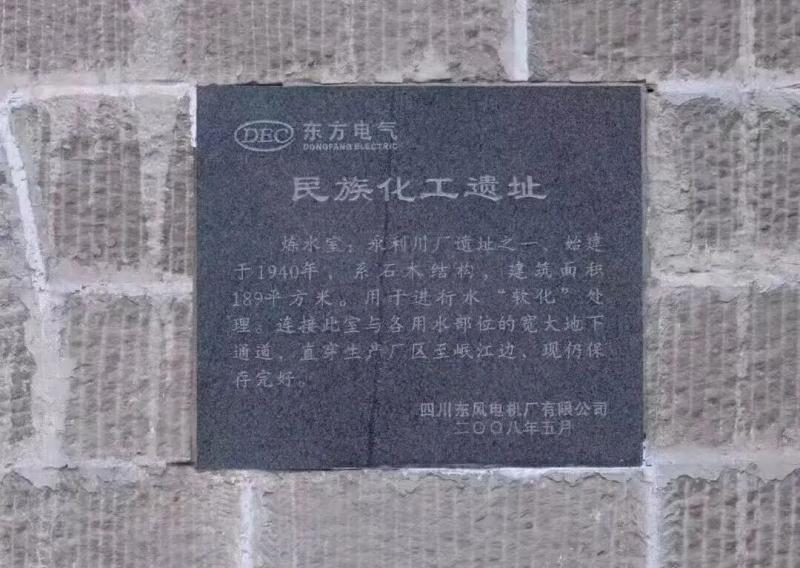 DEC 东方电气
DONGFANG ELECTRIC
民族化工遗址
炼水室：永利川厂遗址之一、始建
于1940年，系石木结构，建筑面积
189平方米。用于进行水“软化”处
理。连接此室与各用水部位的宽大地下
通道，直穿生产厂区至岷江边、现仍保
存完好。
四川东风电机厂有限公司
二〇〇八年五月